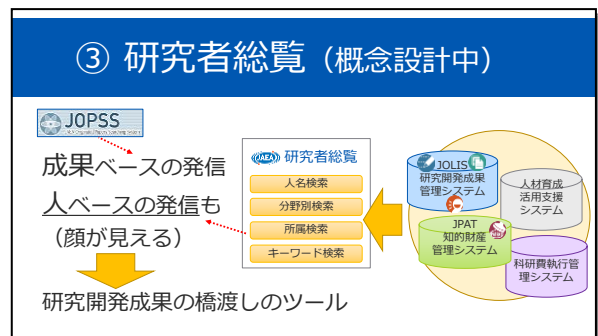 ③ 研究者総覧（概念設計中）
JOPSS
成果ベースの発信
人ベースの発信も
（顔が見える）
研究開発成果の橋渡しのツール
JAEA 研究者総覧
人名検索
分野別検索
所属検索
キーワード検索
JOLIS
研究開発成果
管理システム
人材育成
活用支援
システム
JPAT
知的財産
管理システム
科研費執行管
理システム